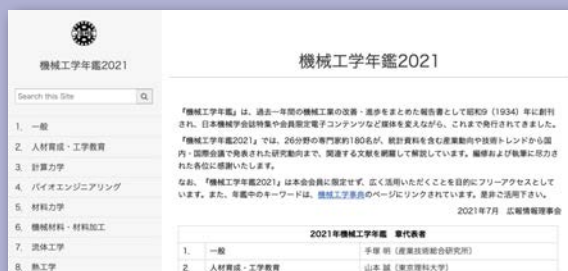 機械工学年鑑2021
Search this Site
1. 一般
2. 人材育成・工学教育
3. 計算力学
4. バイオエンジニアリング
5. 材料力学
6. 機械材料・材料加工
7. 流体工学
8. 熱工学
機械工学年鑑2021
『機械工学年鑑』は、過去一年間の機械工業の改善・進歩をまとめた報告書として昭和9（1934）年に創刊
され、日本機械学会誌特集や会員限定電子コンテンツなど媒体を変えながら、これまで発行されてきました。
『機械工学年鑑2021』では、26分野の専門家約180名が、統計資料を含む産業動向や技術トレンドから国
内・国際会議で発表された研究動向まで、関連する文献を網羅して解説しています。編修および執筆に尽力さ
れた各位に感謝いたします。
なお、『機械工学年鑑2021』は本会会員に限定せず、広く活用いただくことを目的にフリーアクセスとして
います。また、年鑑中のキーワードは、機械工学事典のページにリンクされています。是非ご活用下さい。
2021年7月　広報情報理事会
2021年機械工学年鑑　章代表者
1. 一般 手塚 明（産業技術総合研究所）
2. 人材育成・工学教育 山本 誠（東京理科大学）